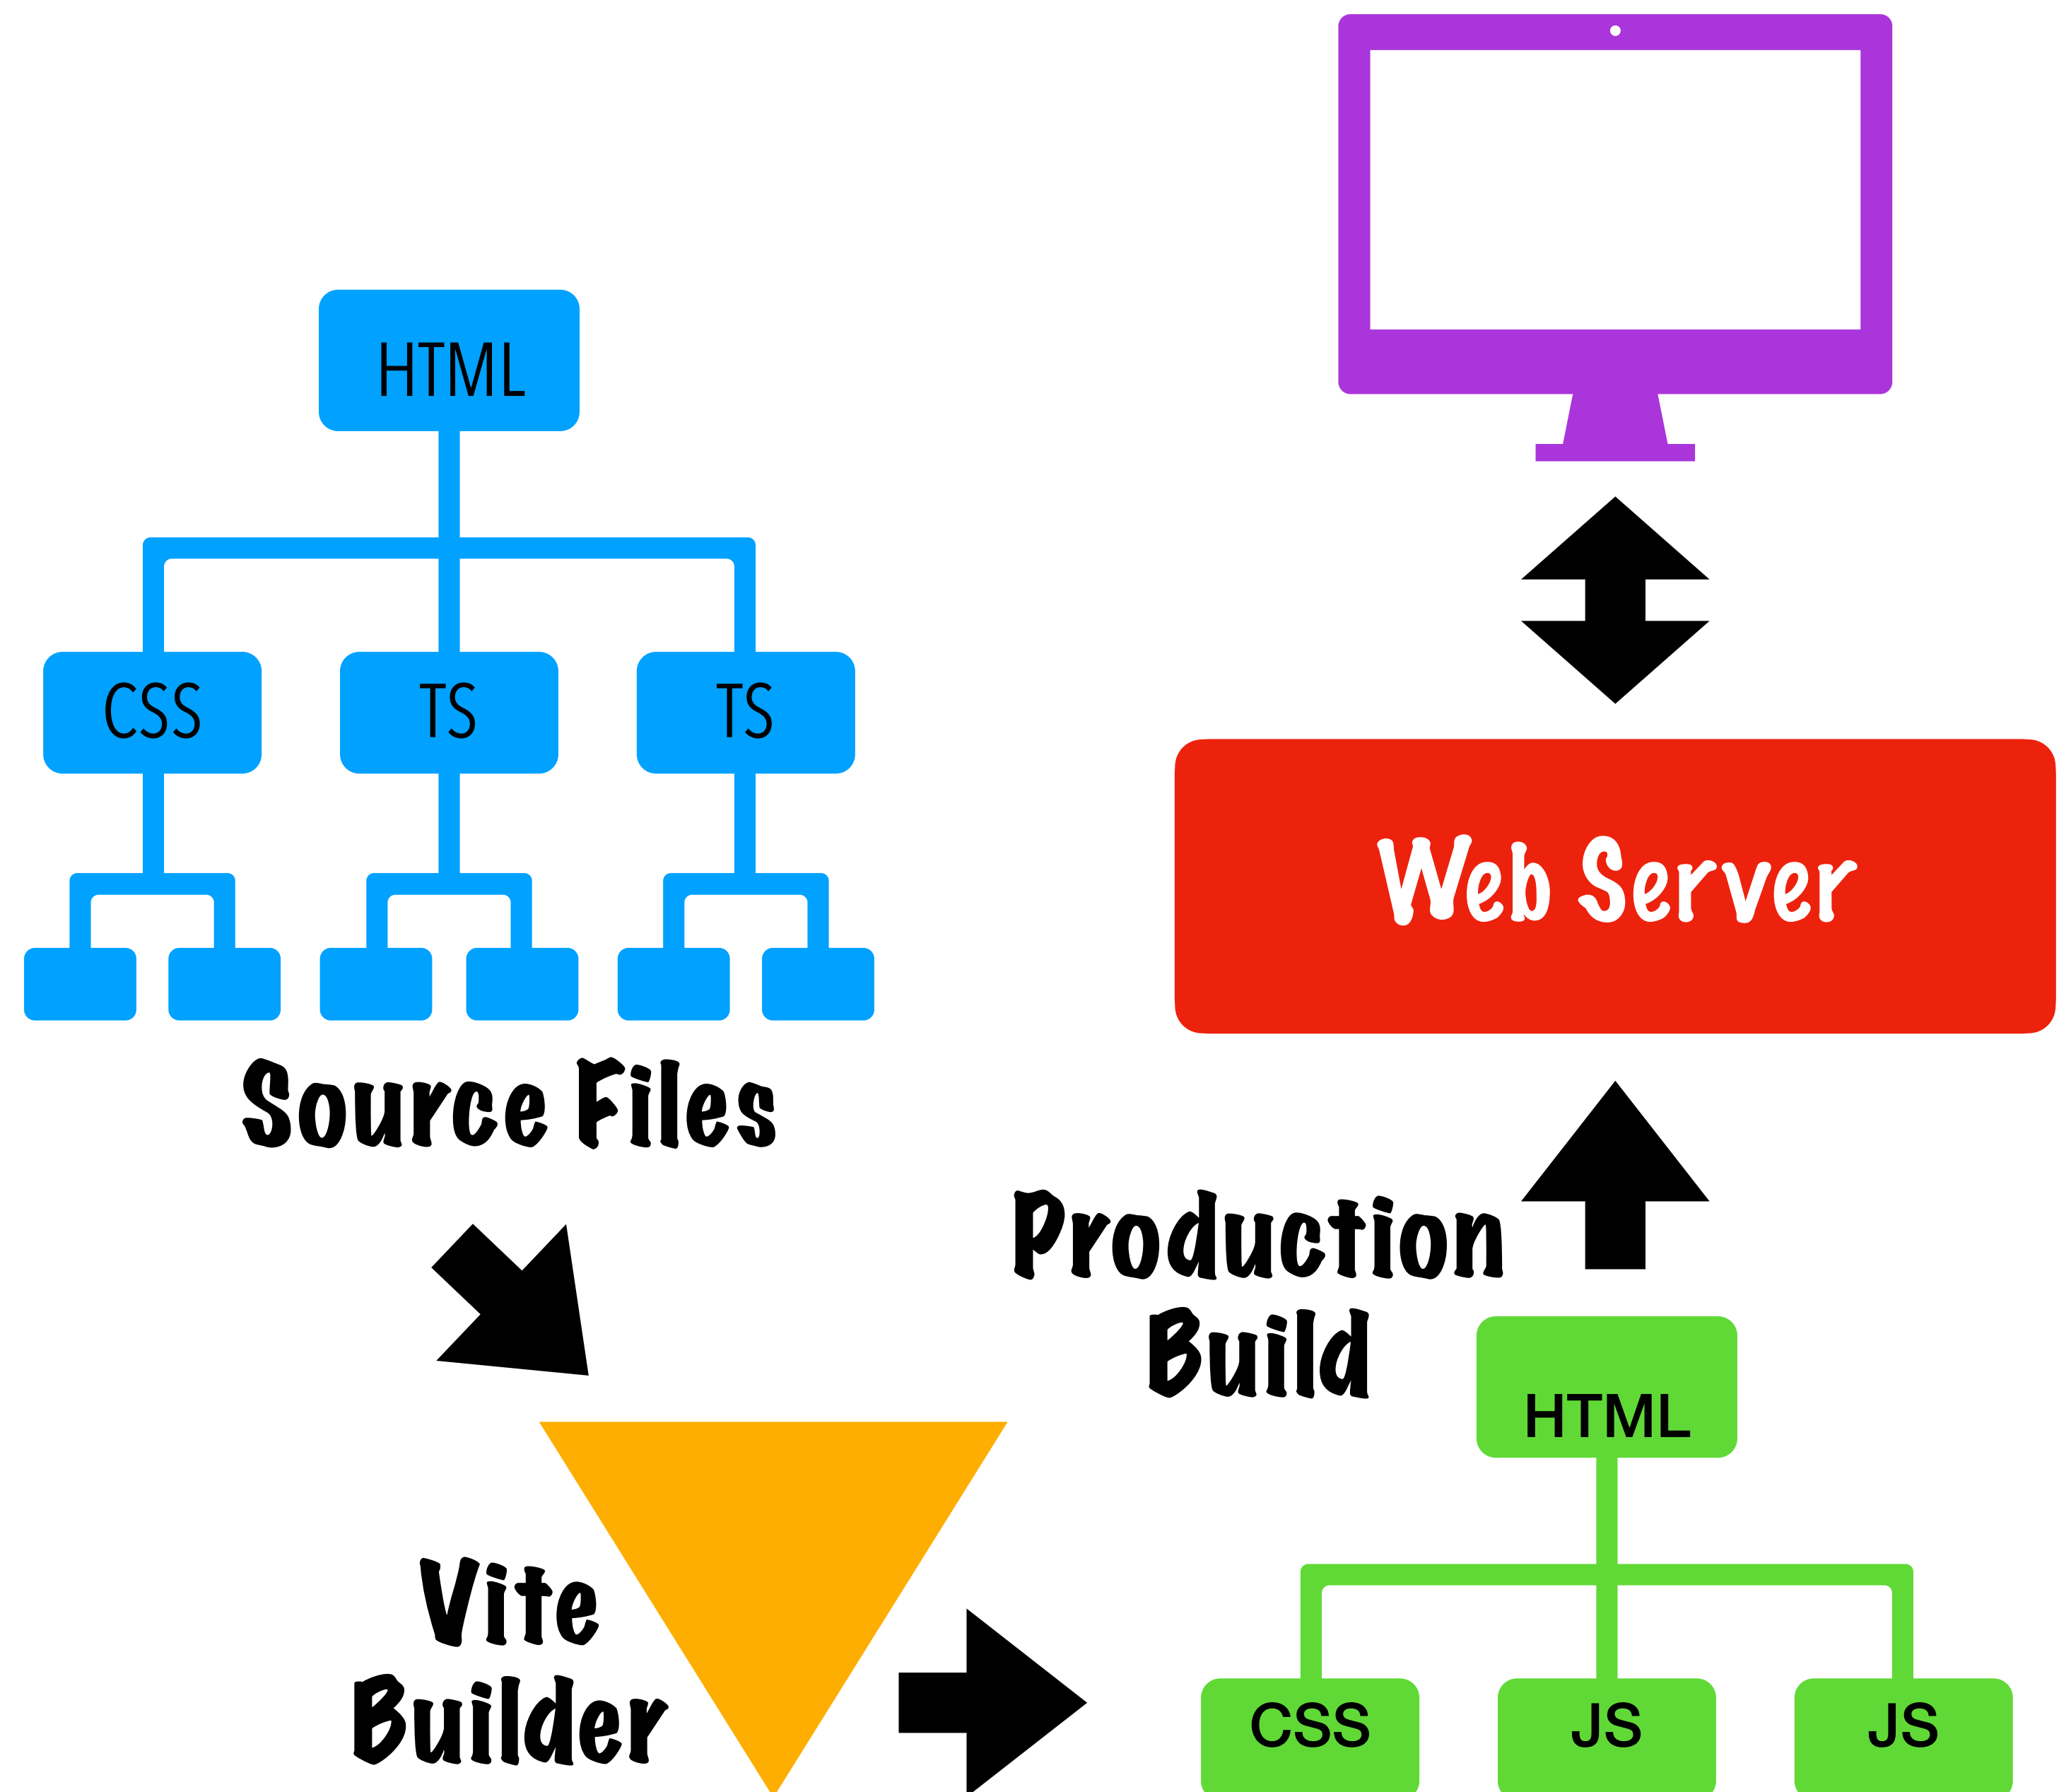 HTML
CSS
TS
TS
Source Files
Web Server
Production
Build
HTML
Vite
Builder
CSS
JS
JS